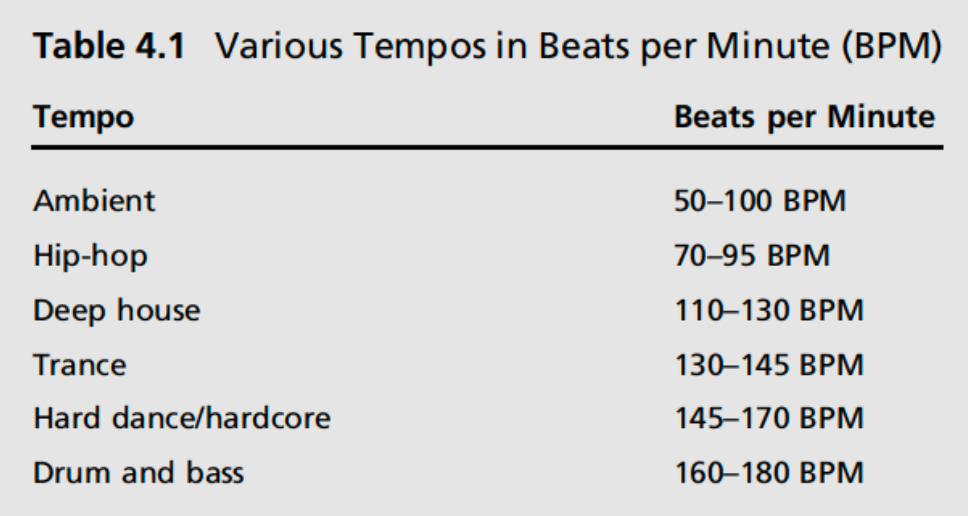 Table 4.1 Various Tempos in Beats per Minute (BPM)
Tempo Beats per Minute
Ambient 50–100 BPM
Hip-hop 70–95 BPM
Deep house 110–130 BPM
Trance 130–145 BPM
Hard dance/hardcore 145–170 BPM
Drum and bass 160–180 BPM